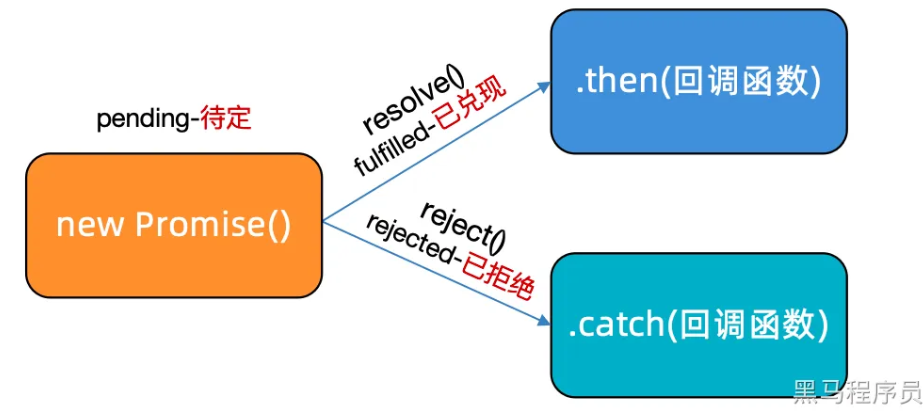 pending-待定
new Promise()
resolve()
fulfilled-已兑现
.then(回调函数)
reject()
rejected-已拒绝
.catch(回调函数)
黑马程序员